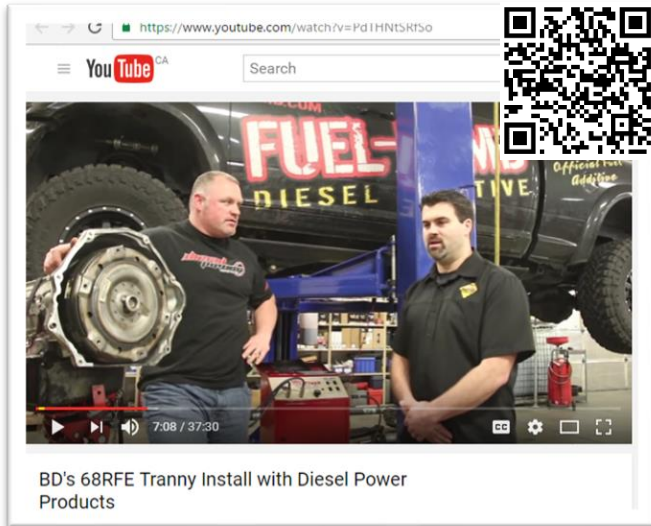 https://www.youtube.com/watch?v=PdTHNtSRfSo
YouTube CA
Search
FUEL-
DIESEL
TIVE
Official Fuel
Additive
7:08 / 37:30
CC
BD's 68RFE Tranny Install with Diesel Power
Products